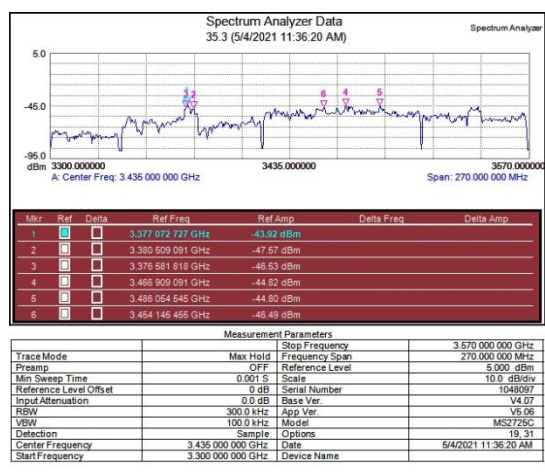 Spectrum Analyzer Data
Spectrum Analyzer
35.3 (5/4/2021 11:36:20 AM)
5.0
3 2 6 4 5
-45.0
-95.0
dBm 3300.000000 3435.000000 3570.000000
A: Center Freq: 3.435 000 000 GHz Span: 270.000 000 MHz
Mkr Ref Delta Ref Freq Ref Amp Delta Freq Delta Amp
1 3.377 072 727 GHz -43.92 dBm
2 3.380 509 091 GHz -47.57 dBm
3 3.376 581 818 GHz -46.53 dBm
4 3.466 909 091 GHz -44.82 dBm
5 3.486 054 545 GHz -44.80 dBm
6 3.454 145 455 GHz -46.49 dBm
Measurement Parameters
Stop Frequency 3.570 000 000 GHz
Trace Mode Max Hold Frequency Span 270.000 000 MHz
Preamp OFF Reference Level 5.000 dBm
Min Sweep Time 0.001 S Scale 10.0 dB/div
Reference Level Offset 0 dB Serial Number 1048097
Input Attenuation 0.0 dB Base Ver. V4.07
RBW 300.0 kHz App Ver. V5.06
VBW 100.0 kHz Model MS2725C
Detection Sample Options 19, 31
Center Frequency 3.435 000 000 GHz Date 5/4/2021 11:36:20 AM
Start Frequency 3.300 000 000 GHz Device Name